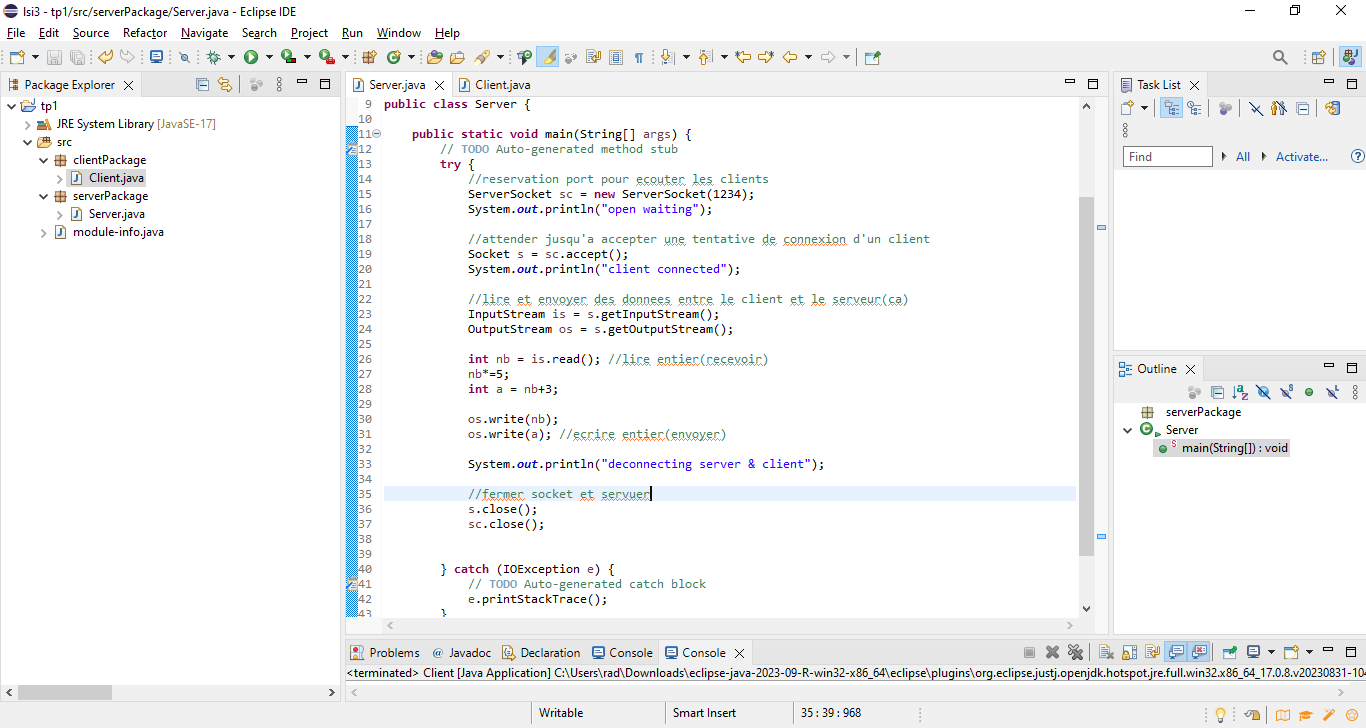 lsi3 - tp1/src/serverPackage/Server.java - Eclipse IDE
File Edit Source Refactor Navigate Search Project Run Window Help
Package Explorer
tp1
JRE System Library [JavaSE-17]
src
clientPackage
Client.java
serverPackage
Server.java
module-info.java
Server.java Client.java
9 public class Server {
10
11 public static void main(String[] args) {
12 // TODO Auto-generated method stub
13 try {
14 //reservation port pour ecouter les clients
15 ServerSocket sc = new ServerSocket(1234);
16 System.out.println("open waiting");
17
18 //attender jusqu'a accepter une tentative de connexion d'un client
19 Socket s = sc.accept();
20 System.out.println("client connected");
21
22 //lire et envoyer des donnees entre le client et le serveur(ca)
23 InputStream is = s.getInputStream();
24 OutputStream os = s.getOutputStream();
25
26 int nb = is.read(); //lire entier(recevoir)
27 nb*=5;
28 int a = nb+3;
29
30 os.write(nb);
31 os.write(a); //ecrire entier(envoyer)
32
33 System.out.println("deconnecting server & client");
34
35 //fermer socket et servuer
36 s.close();
37 sc.close();
38
39
40 } catch (IOException e) {
41 // TODO Auto-generated catch block
42 e.printStackTrace();
43 }
Problems @ Javadoc Declaration Console Console
<terminated> Client [Java Application] C:\Users\rad\Downloads\eclipse-java-2023-09-R-win32-x86_64\eclipse\plugins\org.eclipse.justj.openjdk.hotspot.jre.full.win32.x86_64_17.0.8.v20230831-104
Task List
Find All Activate...
Outline
serverPackage
Server
main(String[]) : void
Writable Smart Insert 35 : 39 : 968